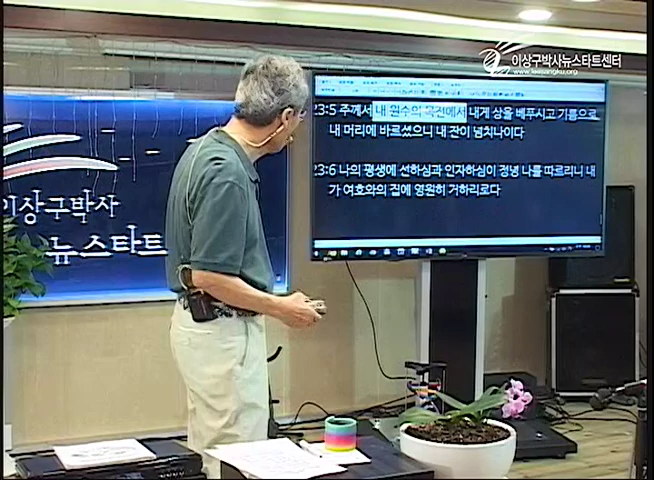 이상구박사뉴스타트센터
www.leesangku.org
23:5 주께서 내 원수의 목전에서 내게 상을 베푸시고 기름으로
내 머리에 바르셨으니 내 잔이 넘치나이다
23:6 나의 평생에 선하심과 인자하심이 정녕 나를 따르리니 내
가 여호와의 집에 영원히 거하리로다
이상구박사
뉴스타트